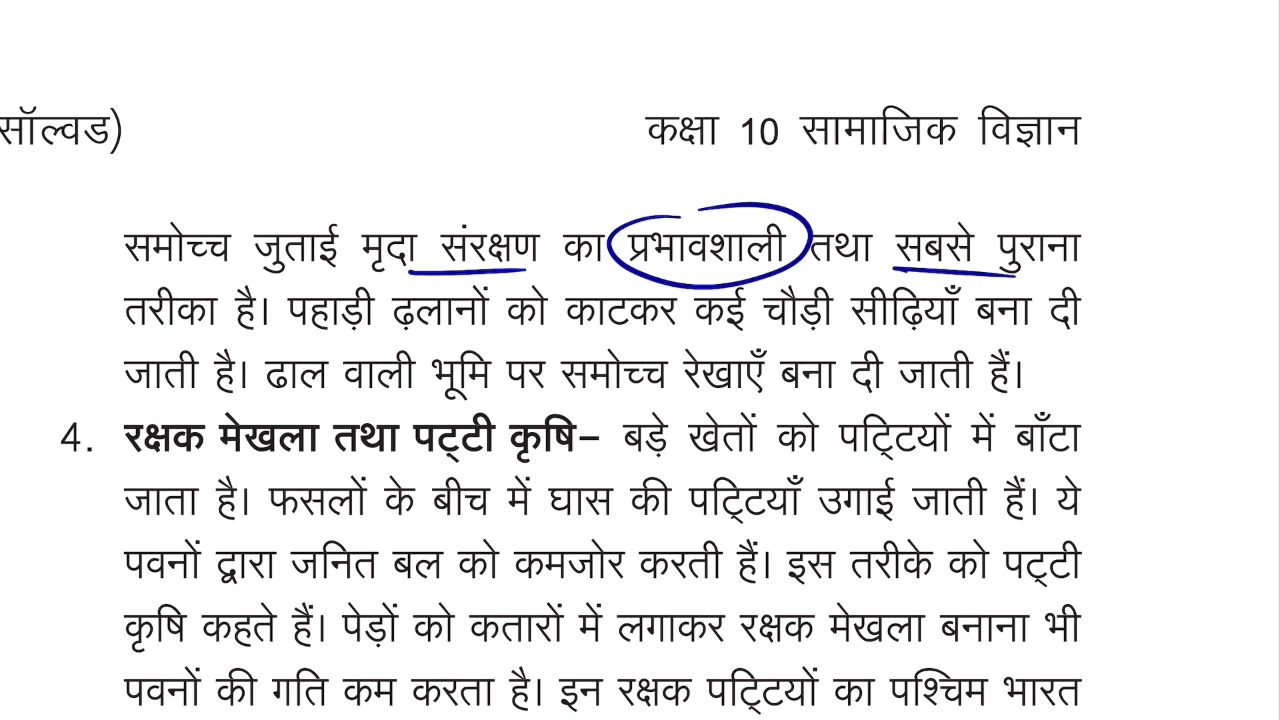 सॉल्वड)
कक्षा 10 सामाजिक विज्ञान
समोच्च जुताई मृदा संरक्षण का प्रभावशाली तथा सबसे पुराना
तरीका है। पहाड़ी ढ़लानों को काटकर कई चौड़ी सीढ़ियाँ बना दी
जाती है। ढाल वाली भूमि पर समोच्च रेखाएँ बना दी जाती हैं।
4. रक्षक मेखला तथा पट्टी कृषि– बड़े खेतों को पट्टियों में बाँटा
जाता है। फसलों के बीच में घास की पट्टियाँ उगाई जाती हैं। ये
पवनों द्वारा जनित बल को कमजोर करती हैं। इस तरीके को पट्टी
कृषि कहते हैं। पेड़ों को कतारों में लगाकर रक्षक मेखला बनाना भी
पवनों की गति कम करता है। इन रक्षक पट्टियों का पश्चिम भारत